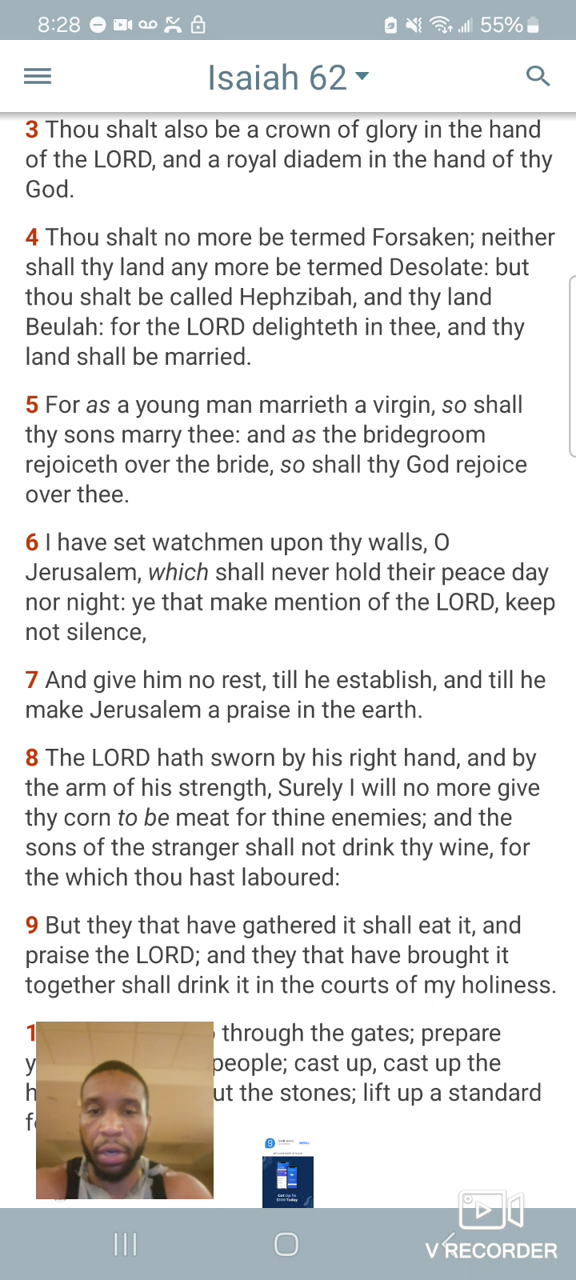 8:28 55%
Isaiah 62
3 Thou shalt also be a crown of glory in the hand
of the LORD, and a royal diadem in the hand of thy
God.
4 Thou shalt no more be termed Forsaken; neither
shall thy land any more be termed Desolate: but
thou shalt be called Hephzibah, and thy land
Beulah: for the LORD delighteth in thee, and thy
land shall be married.
5 For as a young man marrieth a virgin, so shall
thy sons marry thee: and as the bridegroom
rejoiceth over the bride, so shall thy God rejoice
over thee.
6 I have set watchmen upon thy walls, O
Jerusalem, which shall never hold their peace day
nor night: ye that make mention of the LORD, keep
not silence,
7 And give him no rest, till he establish, and till he
make Jerusalem a praise in the earth.
8 The LORD hath sworn by his right hand, and by
the arm of his strength, Surely I will no more give
thy corn to be meat for thine enemies; and the
sons of the stranger shall not drink thy wine, for
the which thou hast laboured:
9 But they that have gathered it shall eat it, and
praise the LORD; and they that have brought it
together shall drink it in the courts of my holiness.
through the gates; prepare
people; cast up, cast up the
the stones; lift up a standard
V RECORDER